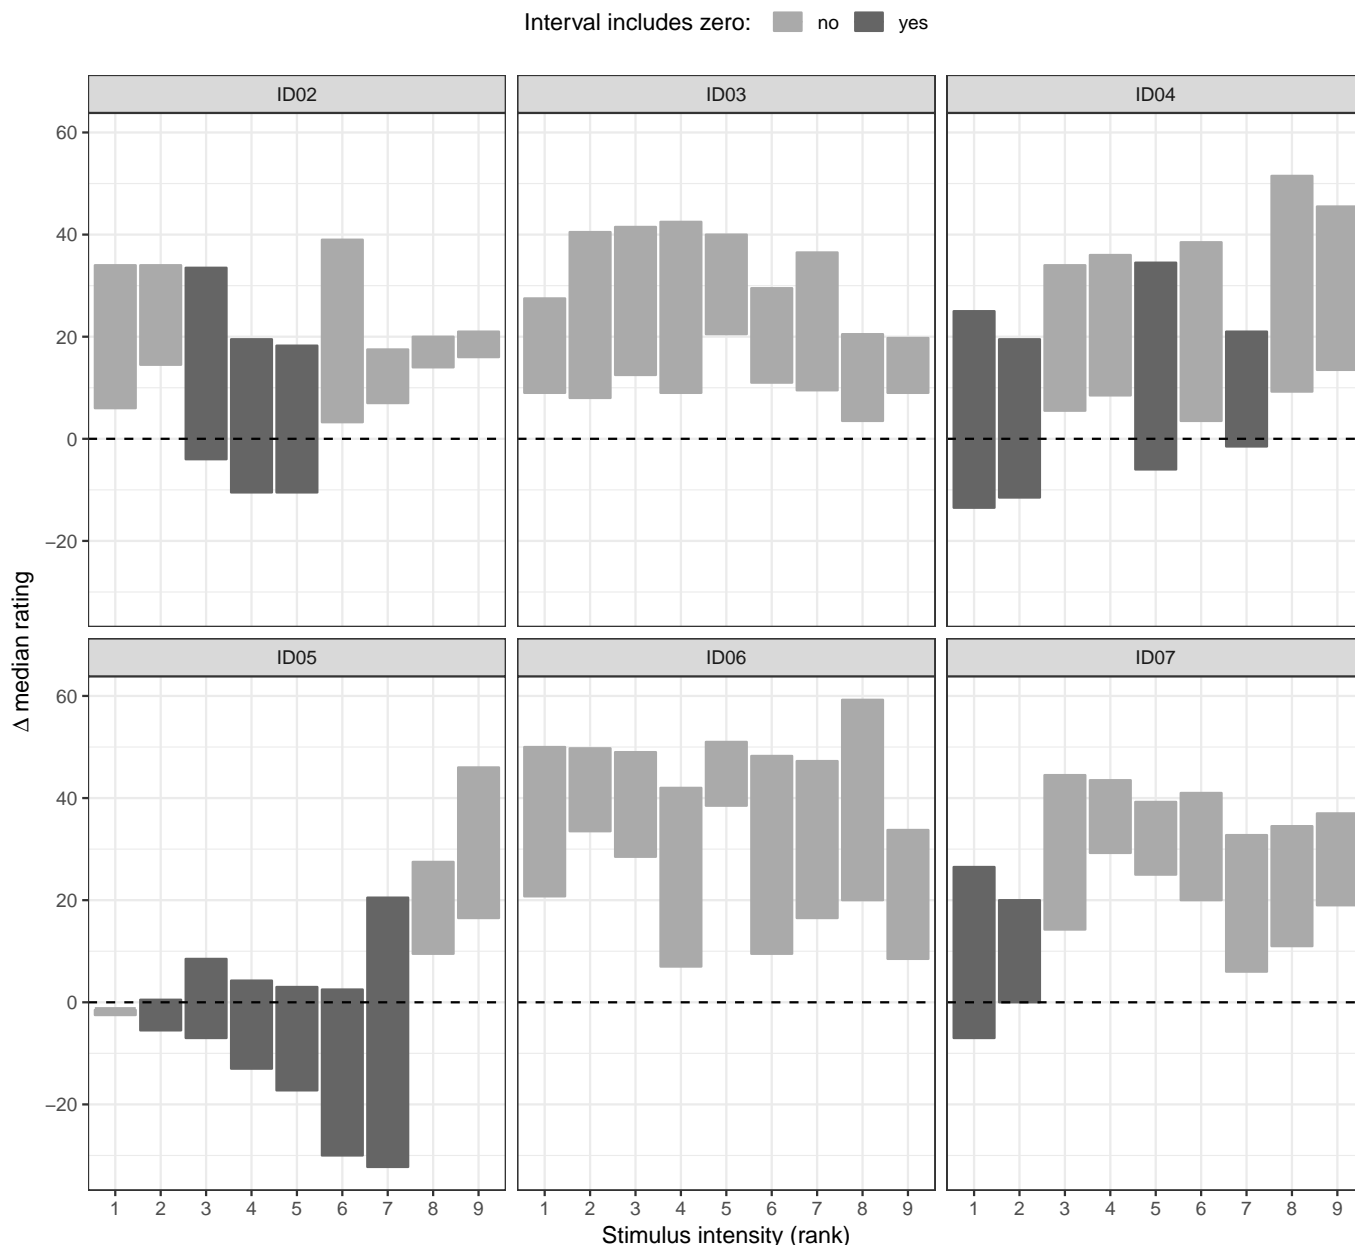 Interval includes zero: no yes
ID02 ID03 ID04
60
40
20
0
−20
Δ median rating
ID05 ID06 ID07
60
40
20
0
−20
1 2 3 4 5 6 7 8 9 1 2 3 4 5 6 7 8 9 1 2 3 4 5 6 7 8 9
Stimulus intensity (rank)